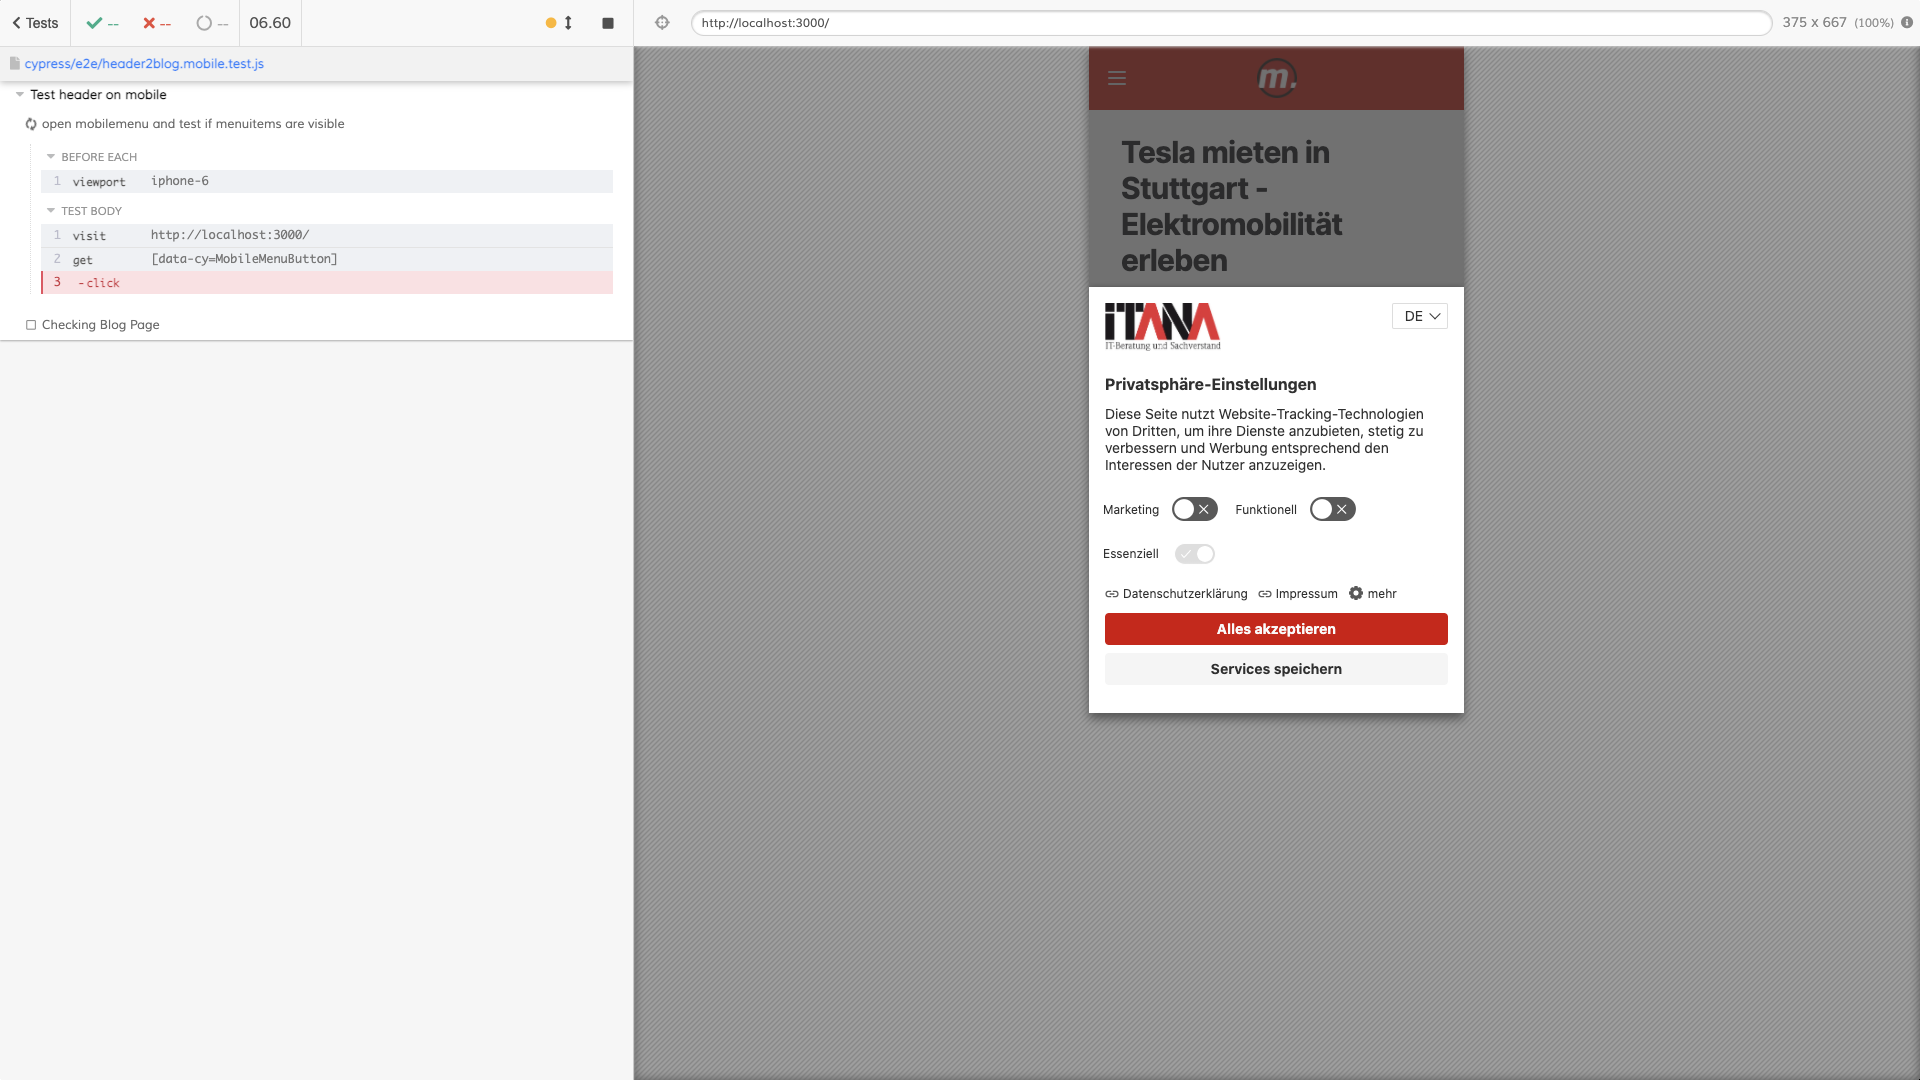 Tests
--
--
--
06.60
http://localhost:3000/
375 x 667 (100%)
cypress/e2e/header2blog.mobile.test.js
Test header on mobile
open mobilemenu and test if menuitems are visible
BEFORE EACH
1 viewport iphone-6
TEST BODY
1 visit http://localhost:3000/
2 get [data-cy=MobileMenuButton]
3 -click
Checking Blog Page
m.
Tesla mieten in
Stuttgart -
Elektromobilität
erleben
iTANA
IT-Beratung und Sachverstand
DE
Privatsphäre-Einstellungen
Diese Seite nutzt Website-Tracking-Technologien
von Dritten, um ihre Dienste anzubieten, stetig zu
verbessern und Werbung entsprechend den
Interessen der Nutzer anzuzeigen.
Marketing Funktionell
Essenziell
Datenschutzerklärung Impressum mehr
Alles akzeptieren
Services speichern